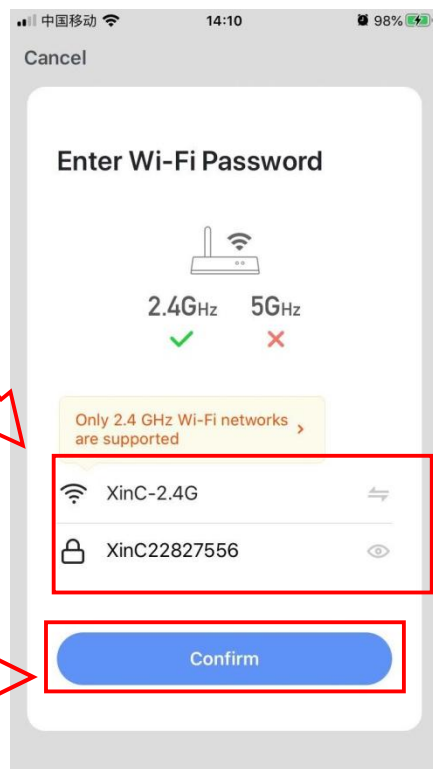 中国移动 14:10 98%
Cancel
Enter Wi-Fi Password
2.4GHz 5GHz
Only 2.4 GHz Wi-Fi networks
are supported
XinC-2.4G
XinC22827556
Confirm